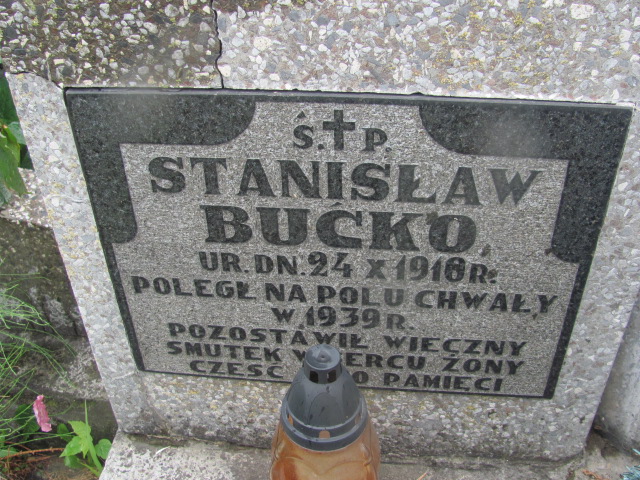 Ś.✝P.
STANISŁAW
BUĆKO
UR. DN. 24 X 1918 R.
POLEGŁ NA POLU CHWAŁY
W 1939 R.
POZOSTAWIŁ WIECZNY
SMUTEK W ŻONY
CZEŚĆ PAMIĘCI